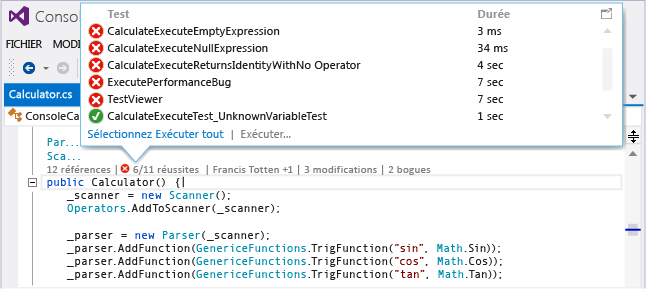 Conso
Test Durée
CalculateExecuteEmptyExpression 3 ms
CalculateExecuteNullExpression 34 ms
CalculateExecuteReturnsIdentityWithNo Operator 4 sec
ExecutePerformanceBug 7 sec
TestViewer 7 sec
CalculateExecuteTest_UnknownVariableTest 1 sec
Sélectionnez Exécuter tout | Exécuter...
FICHIER MODI
Calculator.cs
ConsoleCa
Par...
Sca...
12 références | 6/11 réussites | Francis Totten +1 | 3 modifications | 2 bogues
public Calculator() {
_scanner = new Scanner();
Operators.AddToScanner(_scanner);
_parser = new Parser(_scanner);
_parser.AddFunction(GenericeFunctions.TrigFunction("sin", Math.Sin));
_parser.AddFunction(GenericeFunctions.TrigFunction("cos", Math.Cos));
_parser.AddFunction(GenericeFunctions.TrigFunction("tan", Math.Tan));